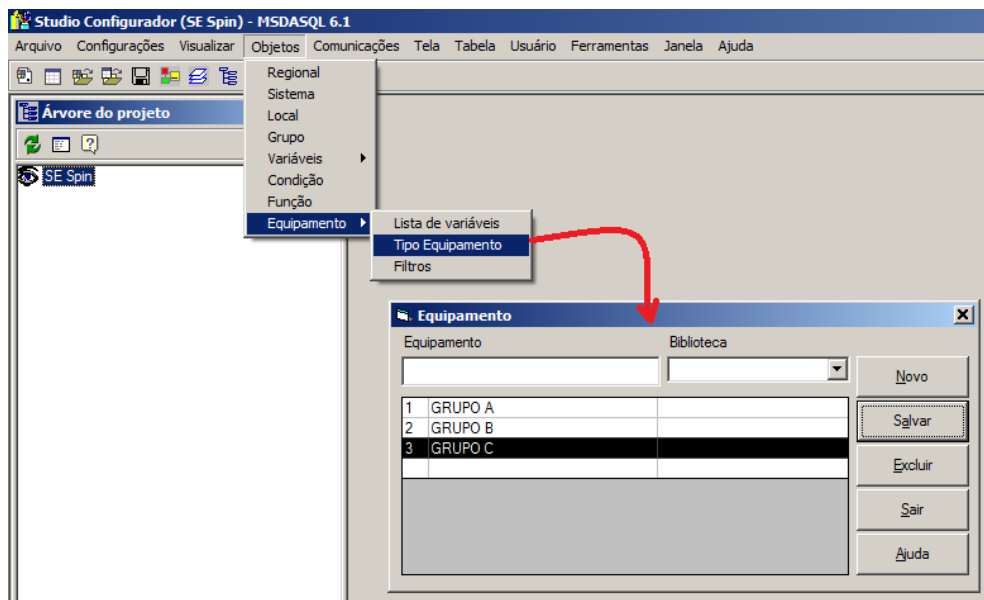 Studio Configurador (SE Spin) - MSDASQL 6.1
Arquivo Configurações Visualizar Objetos Comunicações Tela Tabela Usuário Ferramentas Janela Ajuda
Regional
Sistema
Local
Grupo
Variáveis
Condição
Função
Equipamento
Lista de variáveis
Tipo Equipamento
Filtros
Árvore do projeto
SE Spin
Equipamento
Equipamento Biblioteca
Novo
1 GRUPO A
2 GRUPO B
3 GRUPO C
Salvar
Excluir
Sair
Ajuda